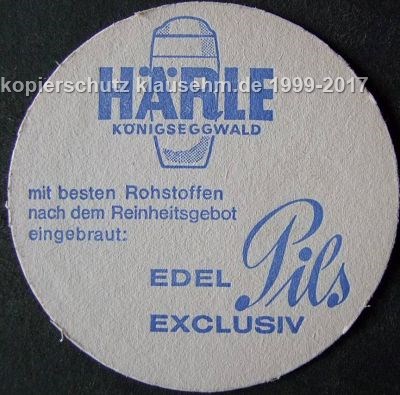 kopierschutz klausehm.de 1999-2017
HÄRLE
KÖNIGSEGGWALD
mit besten Rohstoffen
nach dem Reinheitsgebot
eingebraut:
EDEL Pils
EXCLUSIV